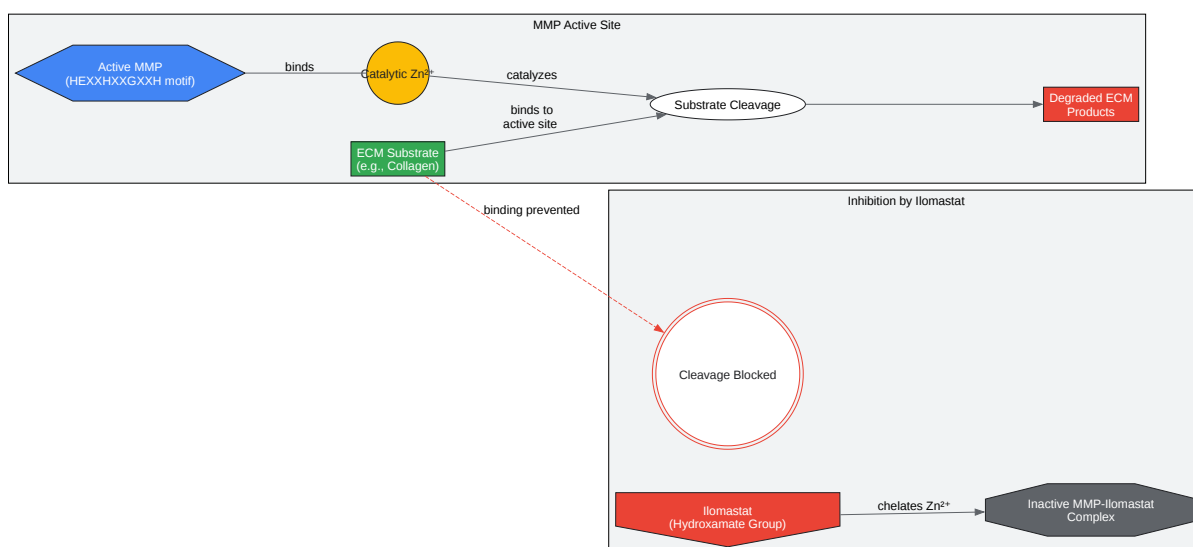 MMP Active Site
Active MMP
(HEXXHXXGXXH motif)
binds
Catalytic Zn²⁺
catalyzes
binds to
active site
Substrate Cleavage
Degraded ECM
Products
ECM Substrate
(e.g., Collagen)
binding prevented
Inhibition by Ilomastat
Cleavage Blocked
Ilomastat
(Hydroxamate Group)
chelates Zn²⁺
Inactive MMP-Ilomastat
Complex